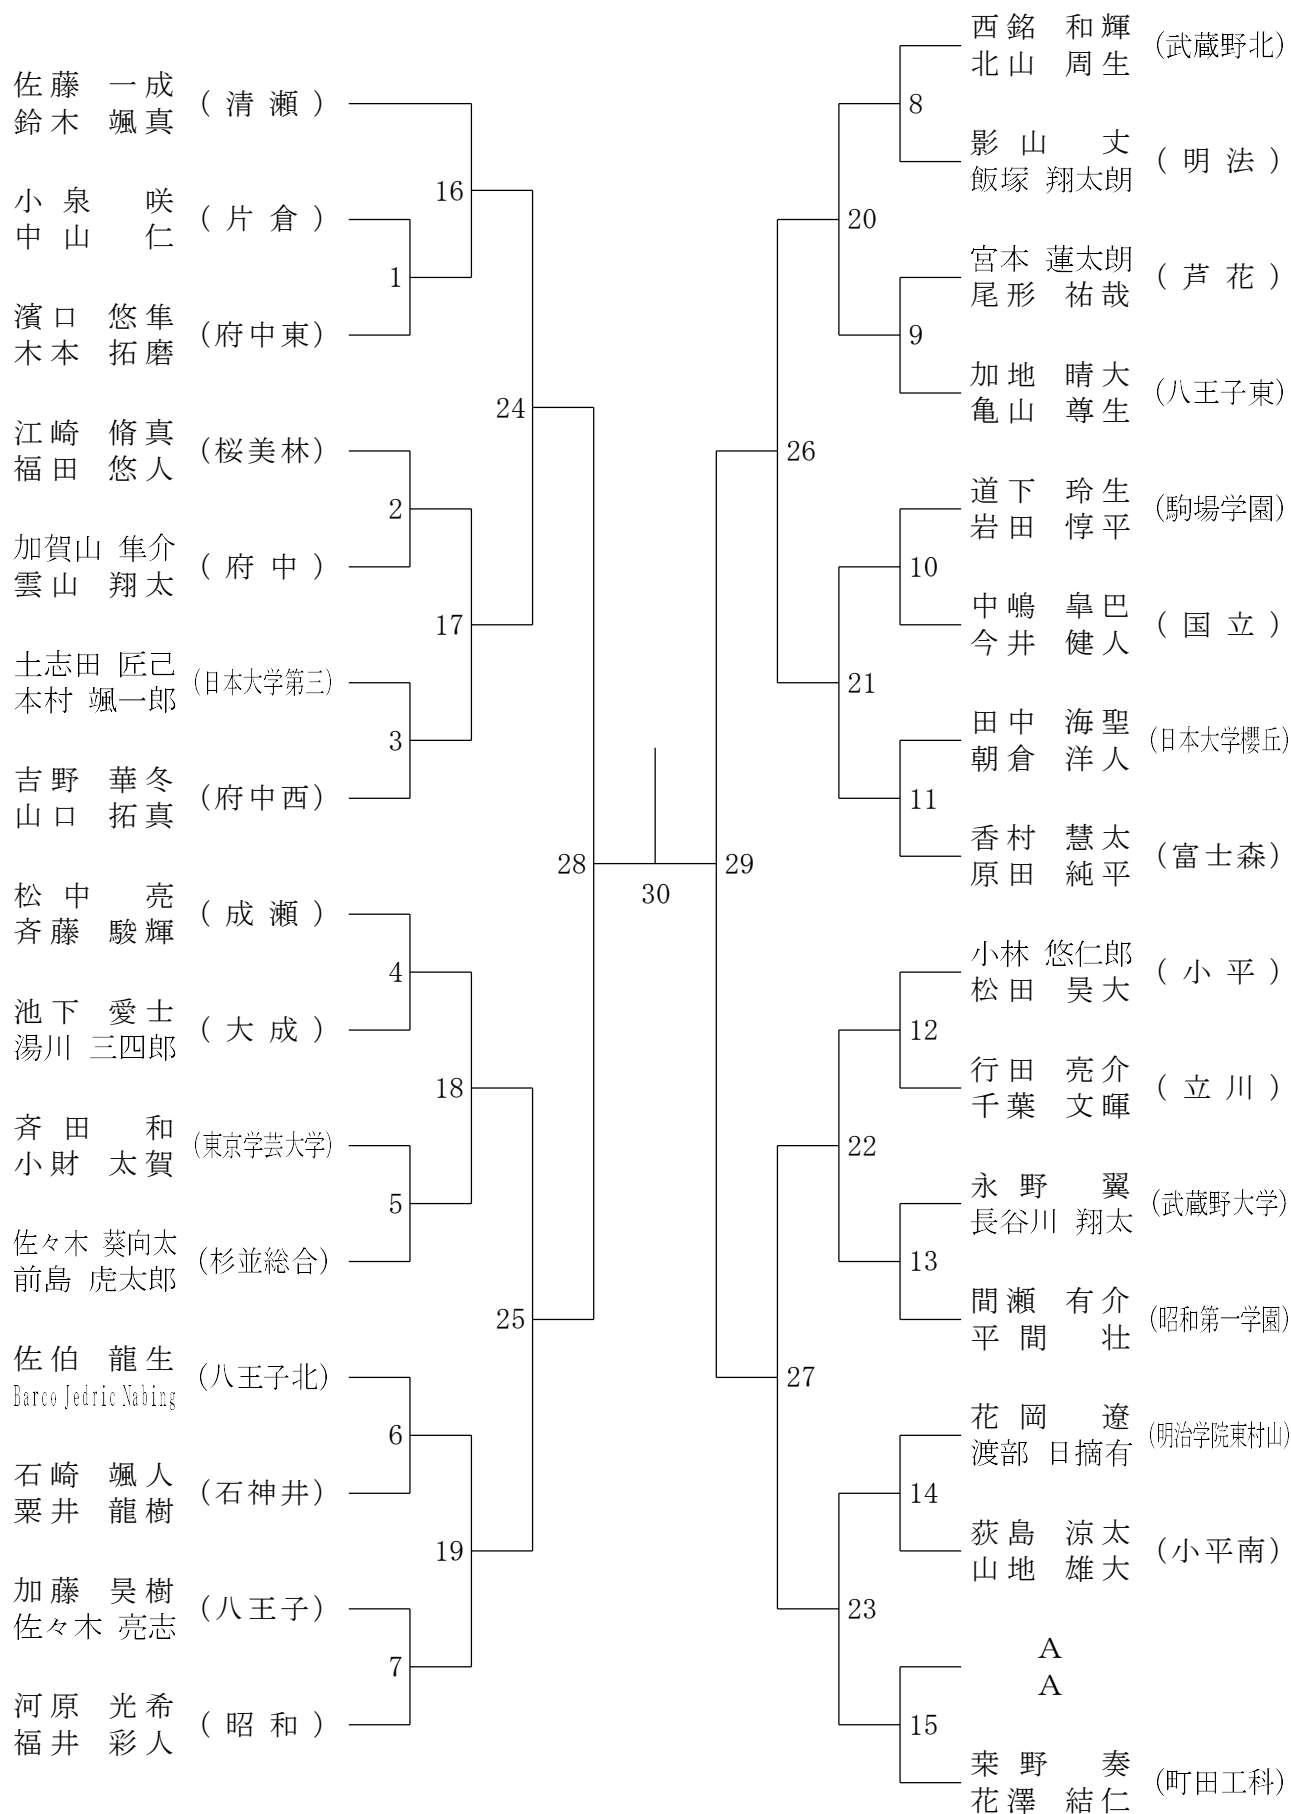 佐藤 一成
鈴木 颯真
(清瀬)
小泉 咲
中山 仁
(片倉)
濱口 悠隼
木本 拓磨
(府中東)
江崎 脩真
福田 悠人
(桜美林)
加賀山 隼介
雲山 翔太
(府中)
土志田 匠己
本村 颯一郎
(日本大学第三)
吉野 華冬
山口 拓真
(府中西)
松中 亮
斉藤 駿輝
(成瀬)
池下 愛士
湯川 三四郎
(大成)
斉田 和
小財 太賀
(東京学芸大学)
佐々木 葵向太
前島 虎太郎
(杉並総合)
佐伯 龍生
Barco Jedric Nabing
(八王子北)
石崎 颯人
粟井 龍樹
(石神井)
加藤 昊樹
佐々木 亮志
(八王子)
河原 光希
福井 彩人
(昭和)
1
2
3
4
5
6
7
16
17
18
19
24
25
28
30
29
26
27
20
21
22
23
8
9
10
11
12
13
14
15
西銘 和輝
北山 周生
(武蔵野北)
影山 丈
飯塚 翔太朗
(明法)
宮本 蓮太朗
尾形 祐哉
(芦花)
加地 晴大
亀山 尊生
(八王子東)
道下 玲生
岩田 惇平
(駒場学園)
中嶋 皐巴
今井 健人
(国立)
田中 海聖
朝倉 洋人
(日本大学櫻丘)
香村 慧太
原田 純平
(富士森)
小林 悠仁郎
松田 昊大
(小平)
行田 亮介
千葉 文暉
(立川)
永野 翼
長谷川 翔太
(武蔵野大学)
間瀬 有介
平間 壮
(昭和第一学園)
花岡 遼
渡部 日摘有
(明治学院東村山)
荻島 涼太
山地 雄大
(小平南)
A
A
桒野 奏
花澤 結仁
(町田工科)